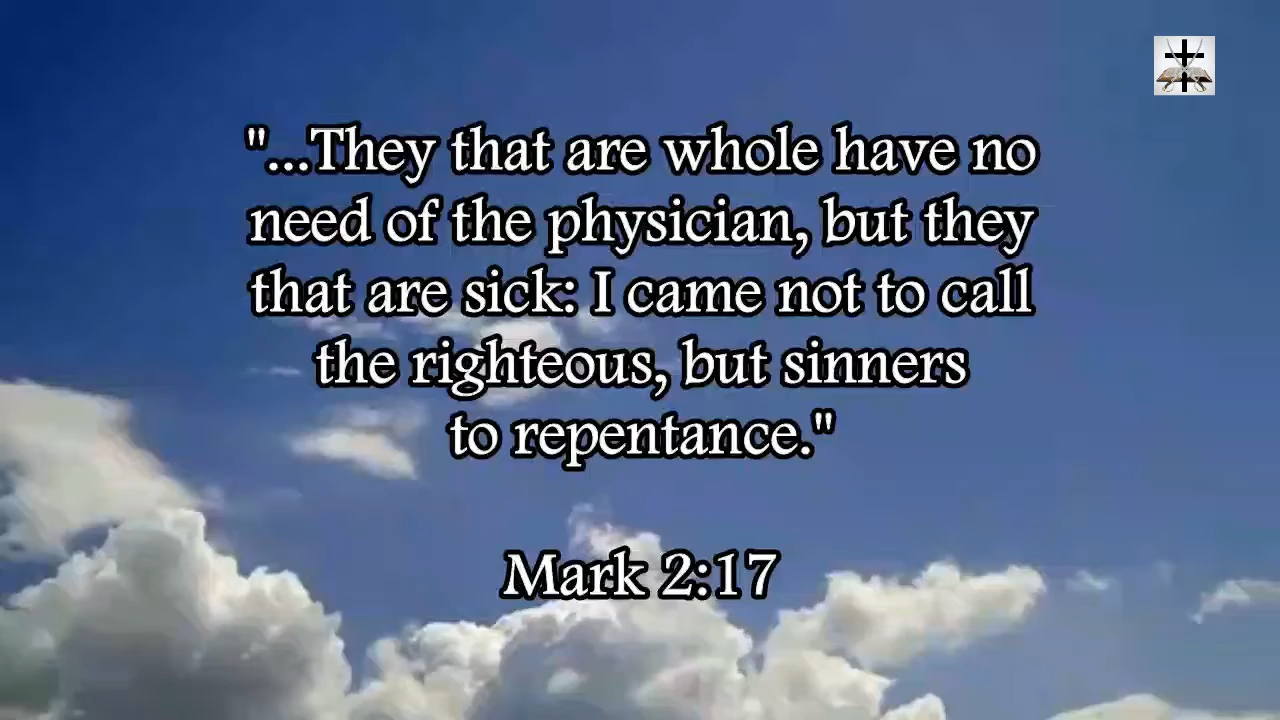 "...They that are whole have no
need of the physician, but they
that are sick: I came not to call
the righteous, but sinners
to repentance."
Mark 2:17